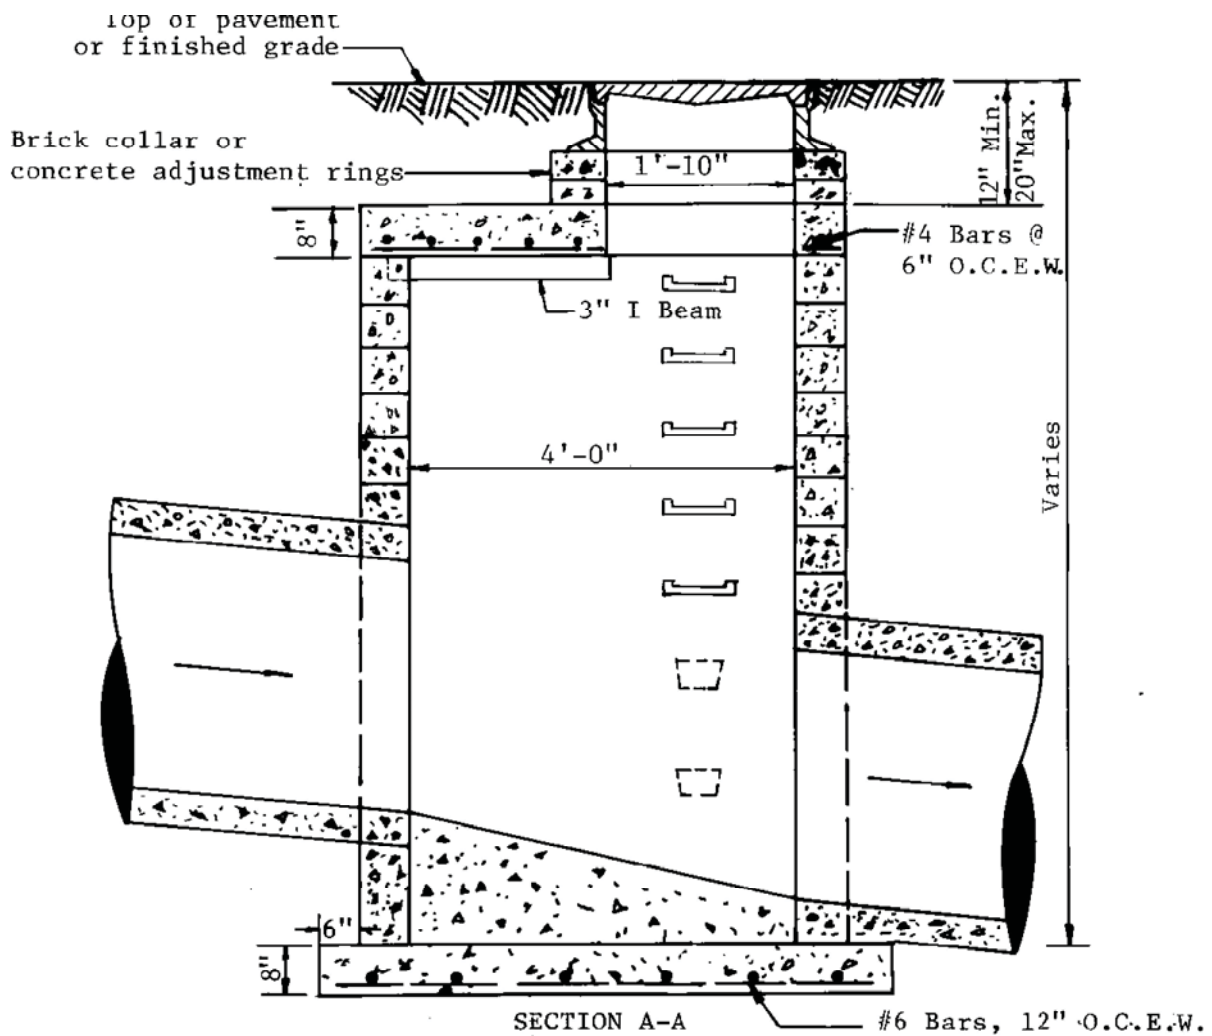 Top of pavement
or finished grade
Brick collar or
concrete adjustment rings
1'-10"
12" Min.
20"Max.
8"
#4 Bars @
6" O.C.E.W.
3" I Beam
4'-0"
Varies
6"
8"
SECTION A-A
#6 Bars, 12" O.C.E.W.